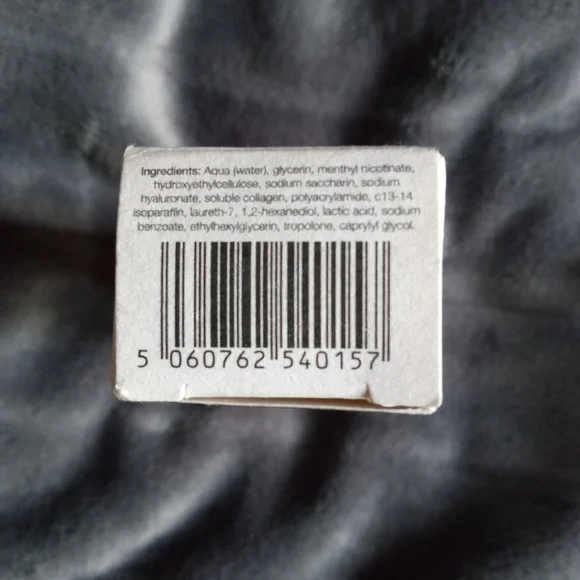 Ingredients: Aqua (water), glycerin, menthyl nicotinate,
hydroxyethylcellulose, sodium saccharin, sodium
hyaluronate, soluble collagen, polyacrylamide, c13-14
isoparaffin, laureth-7, 1,2-hexanediol, lactic acid, sodium
benzoate, ethylhexylglycerin, tropolone, caprylyl glycol.
5 060762 540157